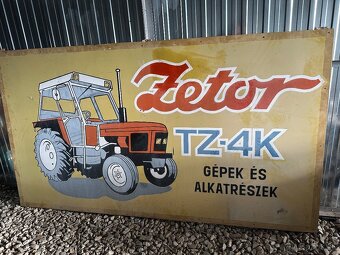 Zetor
TZ-4K
GÉPEK ÉS
ALKATRÉSZEK